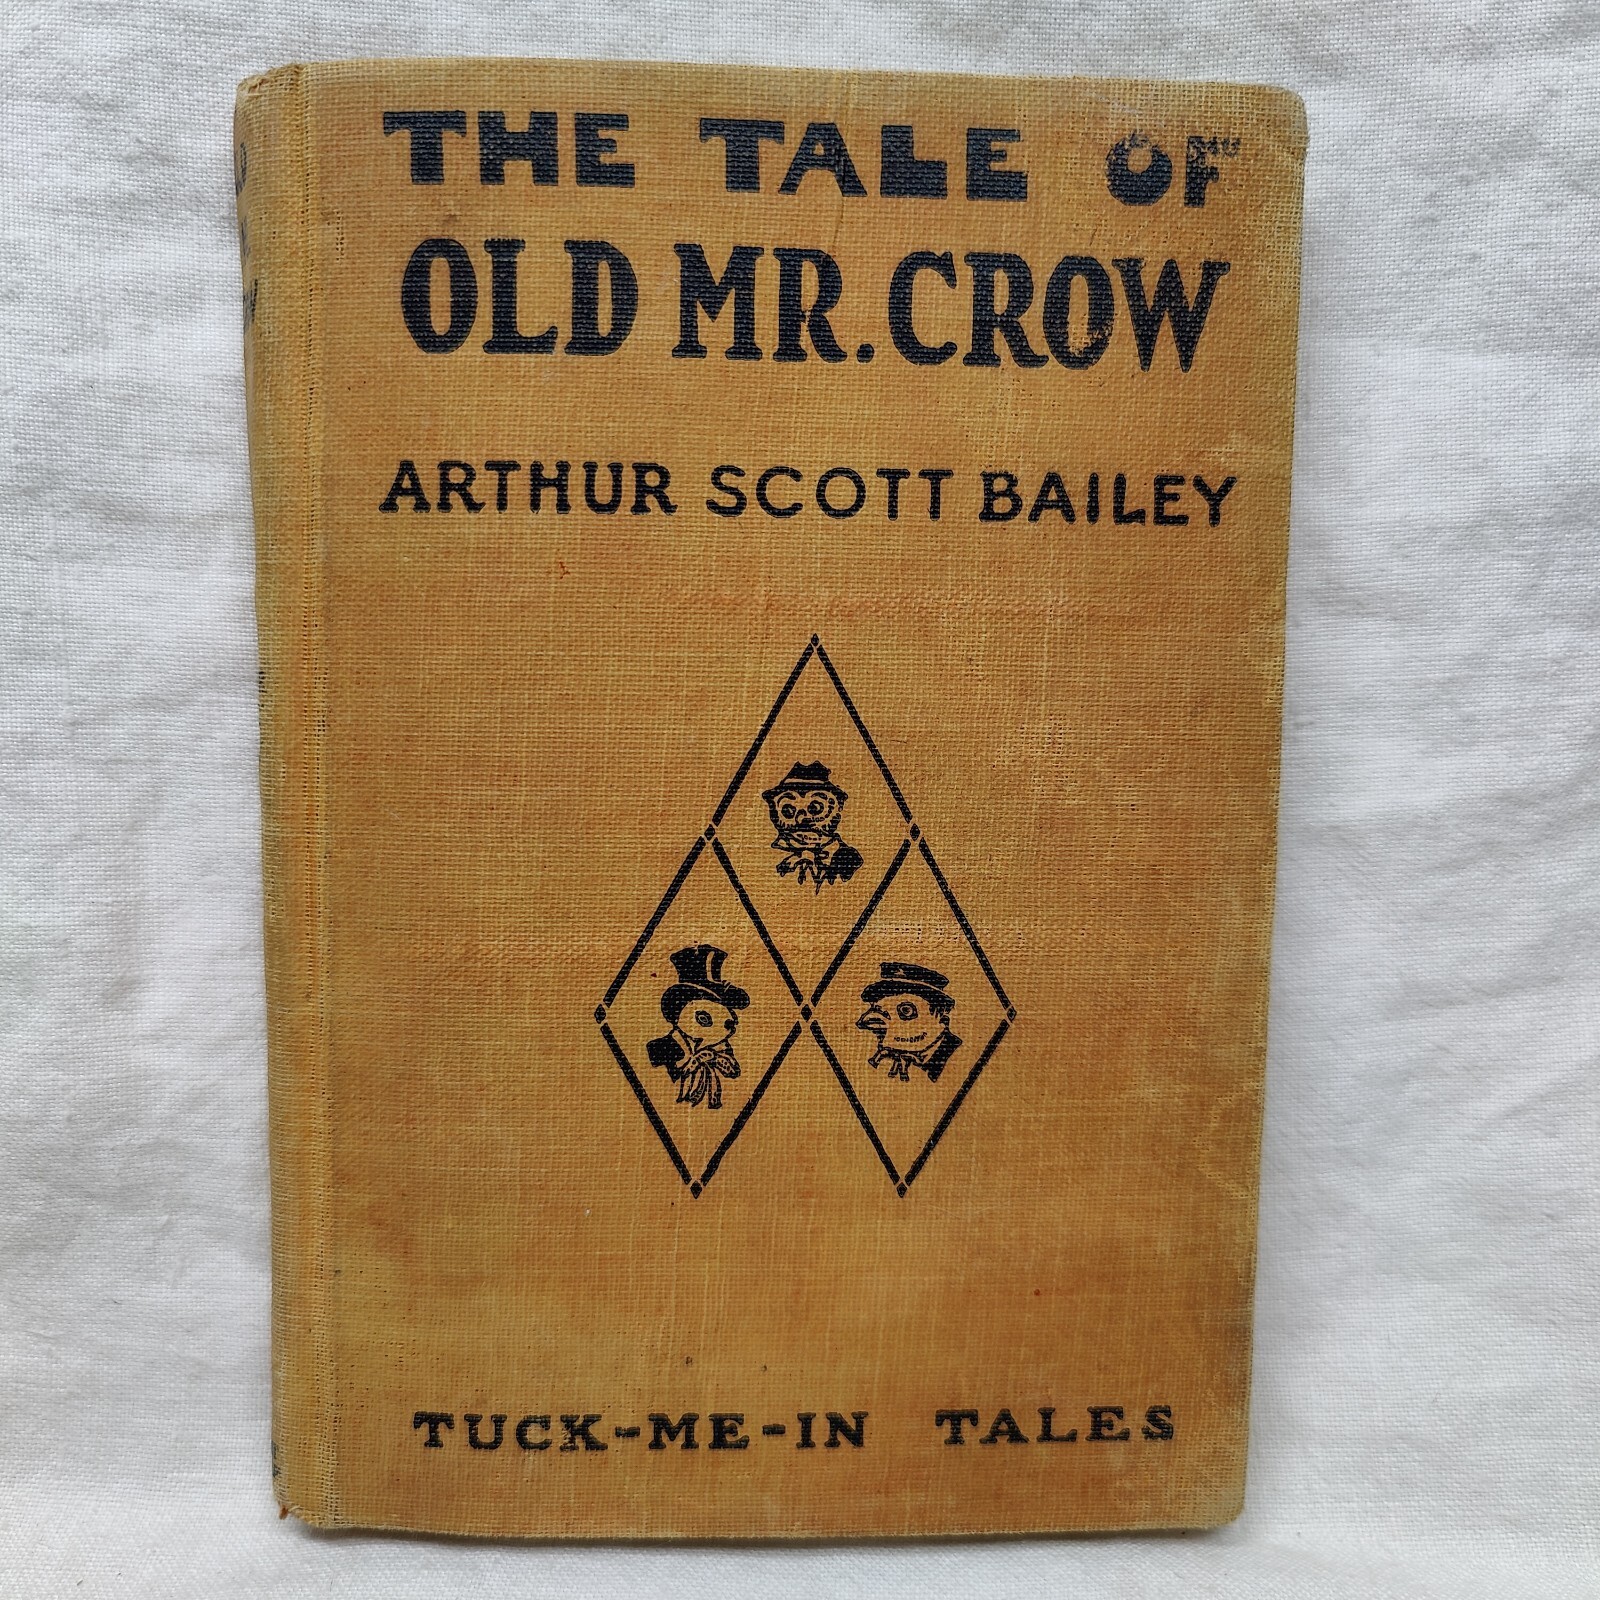 THE TALE OF
OLD MR. CROW
ARTHUR SCOTT BAILEY
TUCK-ME-IN TALES